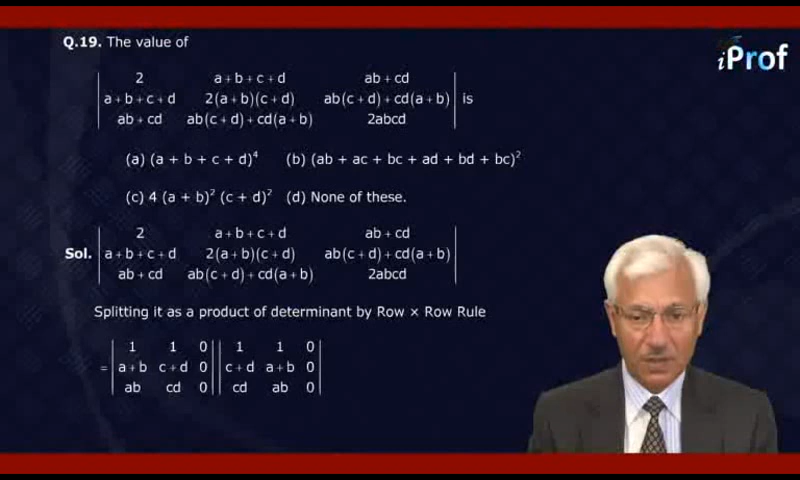 iProf
Q.19. The value of
| 2 a+b+c+d ab+cd |
| a+b+c+d 2(a+b)(c+d) ab(c+d)+cd(a+b) | is
| ab+cd ab(c+d)+cd(a+b) 2abcd |
(a) (a + b + c + d)⁴ (b) (ab + ac + bc + ad + bd + bc)²
(c) 4 (a + b)² (c + d)² (d) None of these.
| 2 a+b+c+d ab+cd |
Sol. | a+b+c+d 2(a+b)(c+d) ab(c+d)+cd(a+b) |
| ab+cd ab(c+d)+cd(a+b) 2abcd |
Splitting it as a product of determinant by Row × Row Rule
| 1 1 0 | | 1 1 0 |
= | a+b c+d 0 | | c+d a+b 0 |
| ab cd 0 | | cd ab 0 |